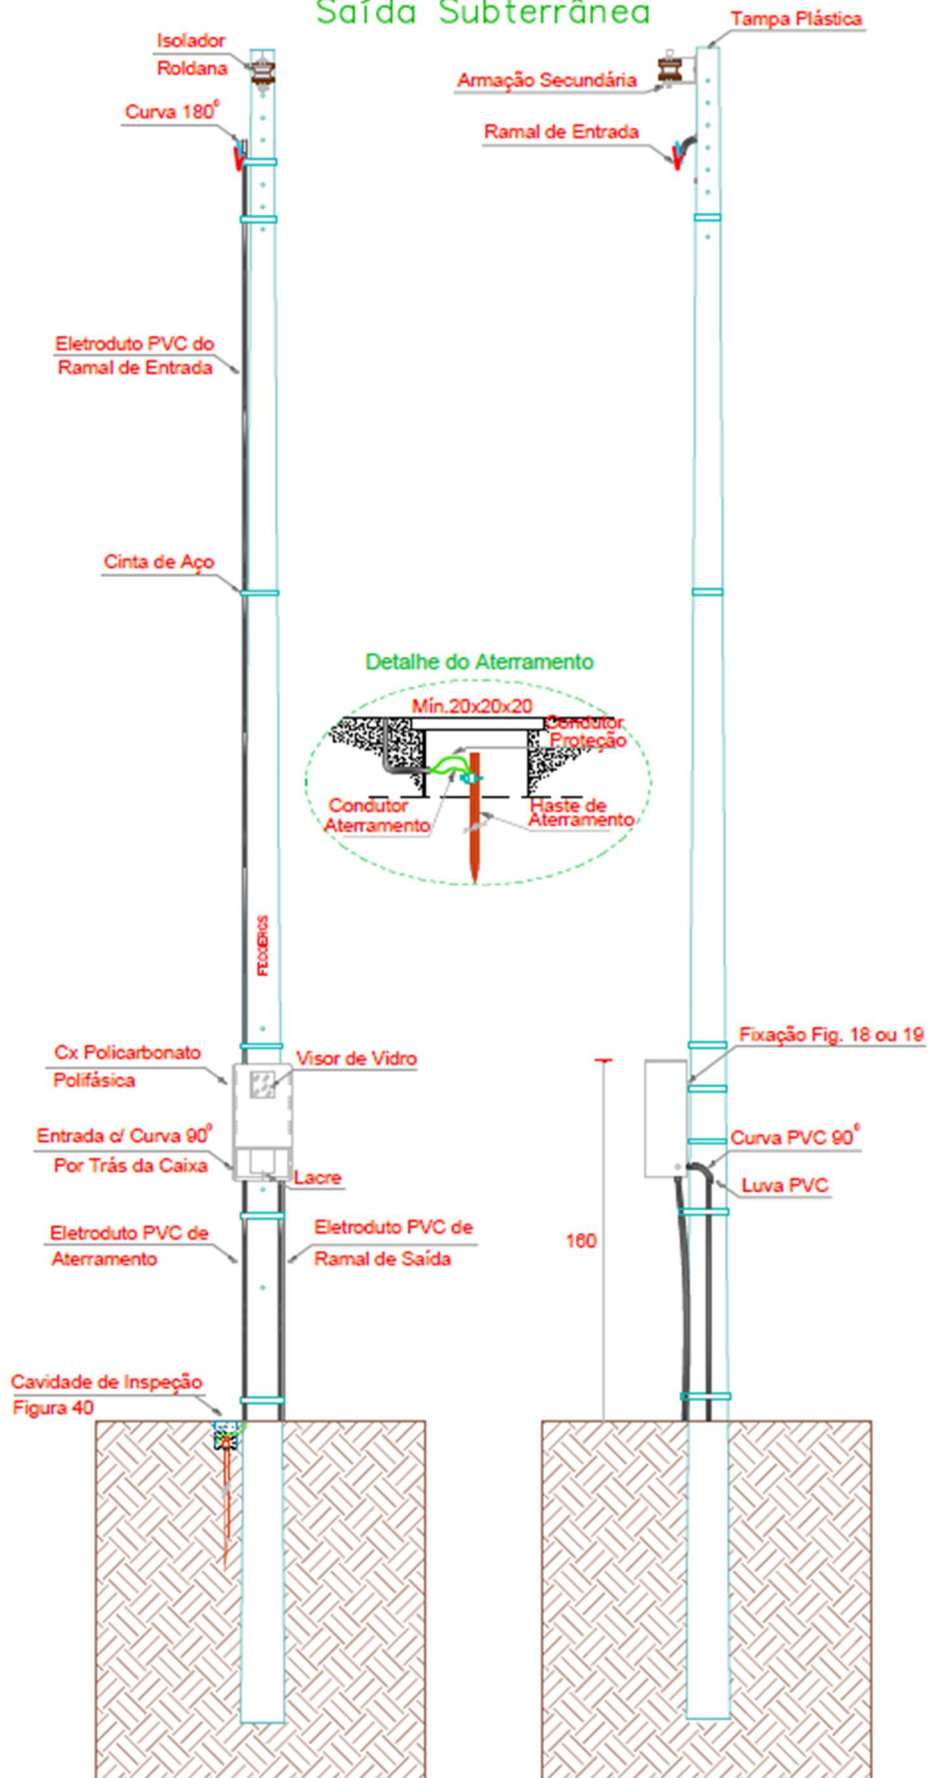 Saída Subterrânea
Isolador
Roldana
Curva 180°
Eletroduto PVC do
Ramal de Entrada
Cinta de Aço
FECOERGS
Cx Policarbonato
Polifásica
Visor de Vidro
Entrada c/ Curva 90°
Por Trás da Caixa
Lacre
Eletroduto PVC de
Aterramento
Eletroduto PVC de
Ramal de Saída
Cavidade de Inspeção
Figura 40
Detalhe do Aterramento
Mín.20x20x20
Condutor
Proteção
Condutor
Aterramento
Haste de
Aterramento
Tampa Plástica
Armação Secundária
Ramal de Entrada
Fixação Fig. 18 ou 19
Curva PVC 90°
Luva PVC
160